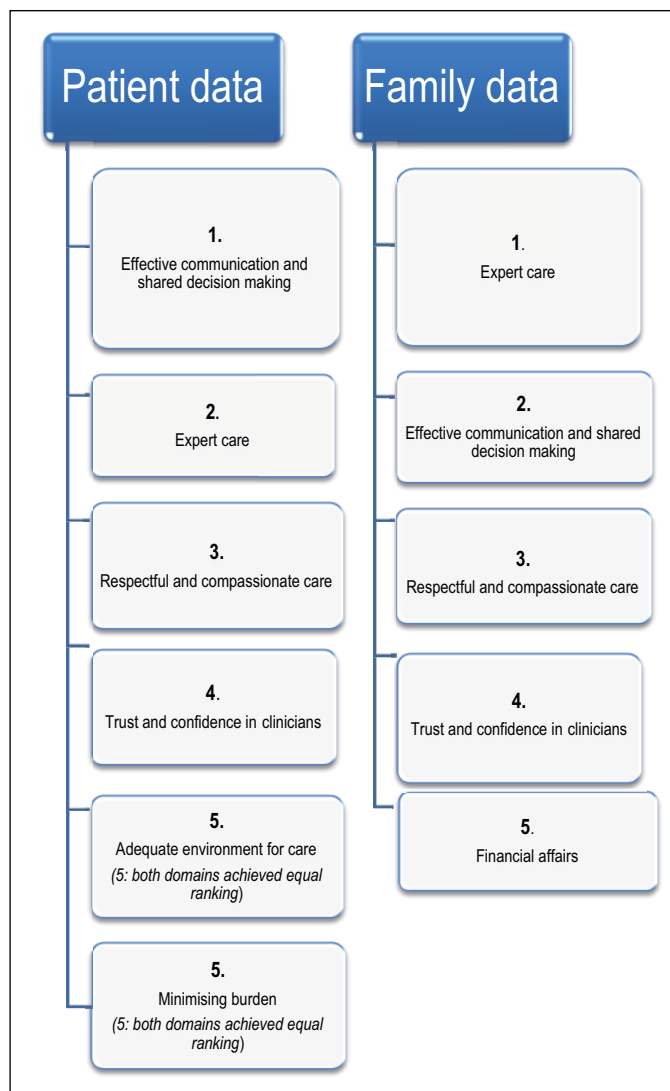 Patient data
1.
Effective communication and
shared decision making
2.
Expert care
3.
Respectful and compassionate care
4.
Trust and confidence in clinicians
5.
Adequate environment for care
(5: both domains achieved equal
ranking)
5.
Minimising burden
(5: both domains achieved equal
ranking)
Family data
1.
Expert care
2.
Effective communication and shared
decision making
3.
Respectful and compassionate care
4.
Trust and confidence in clinicians
5.
Financial affairs